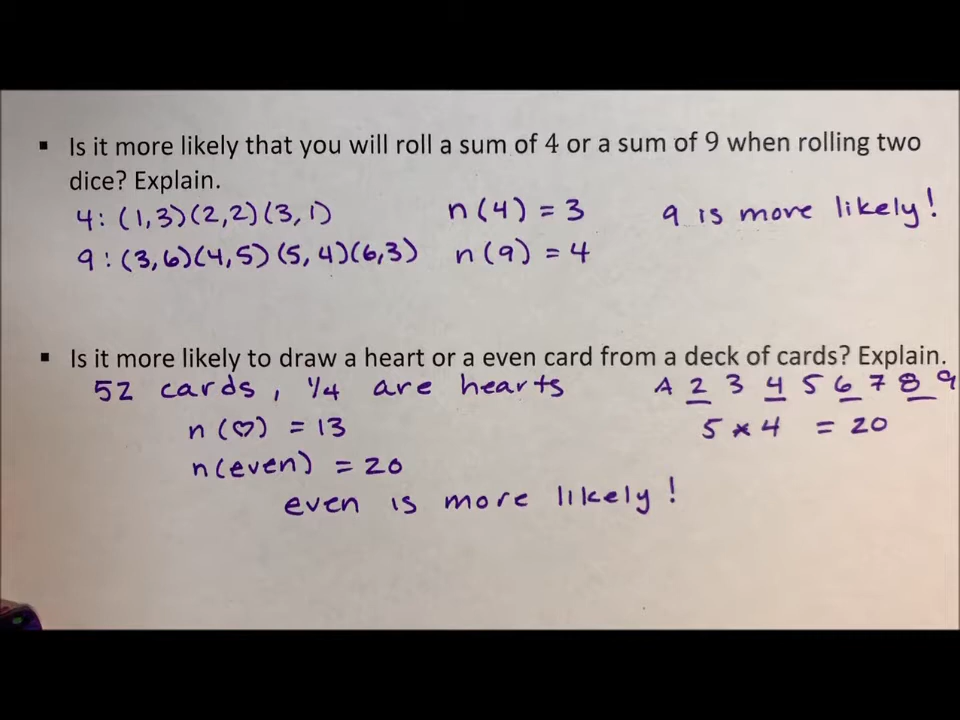 ▪ Is it more likely that you will roll a sum of 4 or a sum of 9 when rolling two
dice? Explain.
4: (1,3)(2,2)(3,1) n(4) = 3 9 is more likely!
9: (3,6)(4,5)(5,4)(6,3) n(9) = 4
▪ Is it more likely to draw a heart or a even card from a deck of cards? Explain.
52 cards, 1/4 are hearts A 2 3 4 5 6 7 8 9
n(♡) = 13 5 * 4 = 20
n(even) = 20
even is more likely!